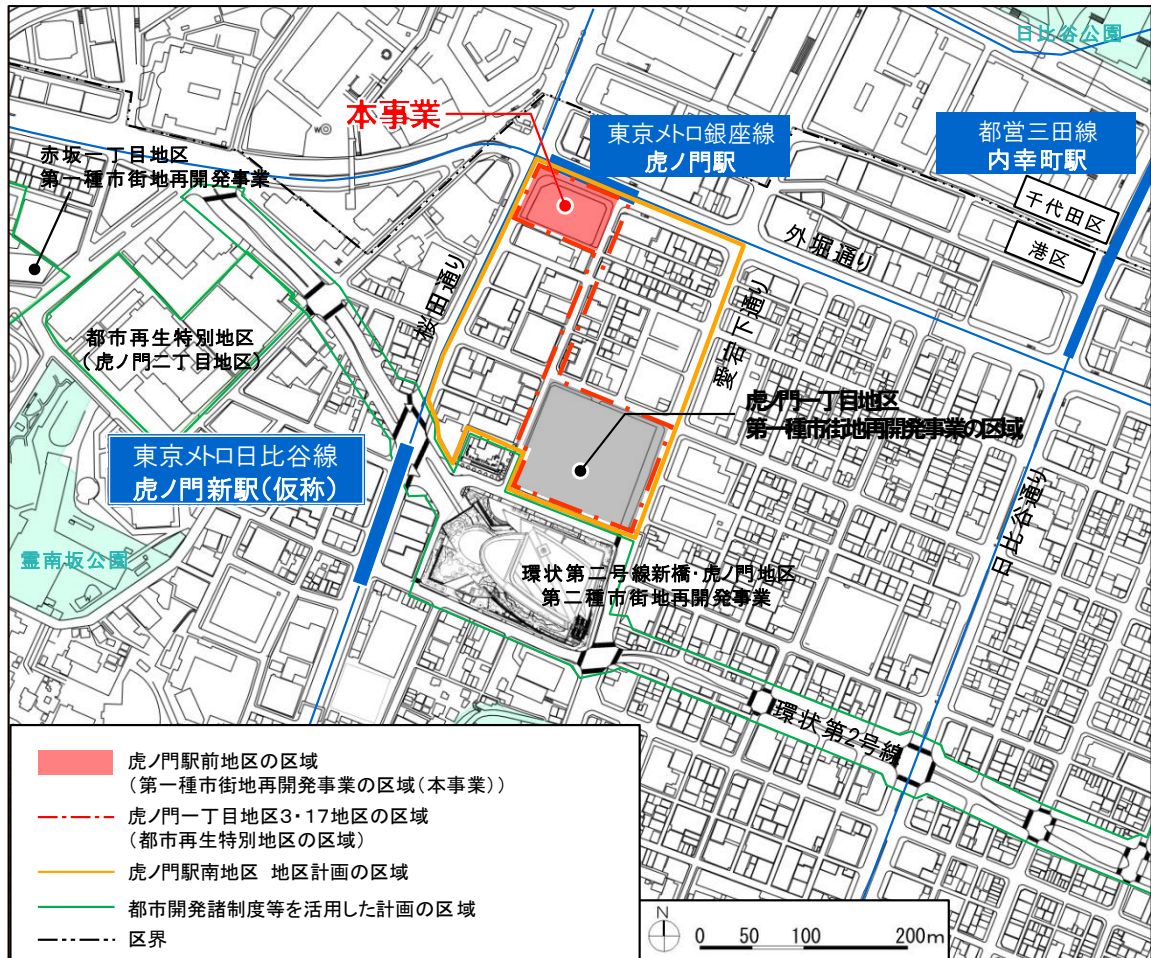 日比谷公園
本事業
東京メトロ銀座線
虎ノ門駅
都営三田線
内幸町駅
赤坂一丁目地区
第一種市街地再開発事業
千代田区
港区
外堀通り
桜田通り
都市再生特別地区
(虎ノ門二丁目地区)
愛宕下通り
虎ノ門一丁目地区
第一種市街地再開発事業の区域
東京メトロ日比谷線
虎ノ門新駅(仮称)
日比谷通り
霊南坂公園
環状第二号線新橋・虎ノ門地区
第二種市街地再開発事業
環状第2号線
虎ノ門駅前地区の区域
(第一種市街地再開発事業の区域(本事業))
虎ノ門一丁目地区3・17地区の区域
(都市再生特別地区の区域)
虎ノ門駅南地区 地区計画の区域
都市開発諸制度等を活用した計画の区域
区界
N
0 50 100 200m